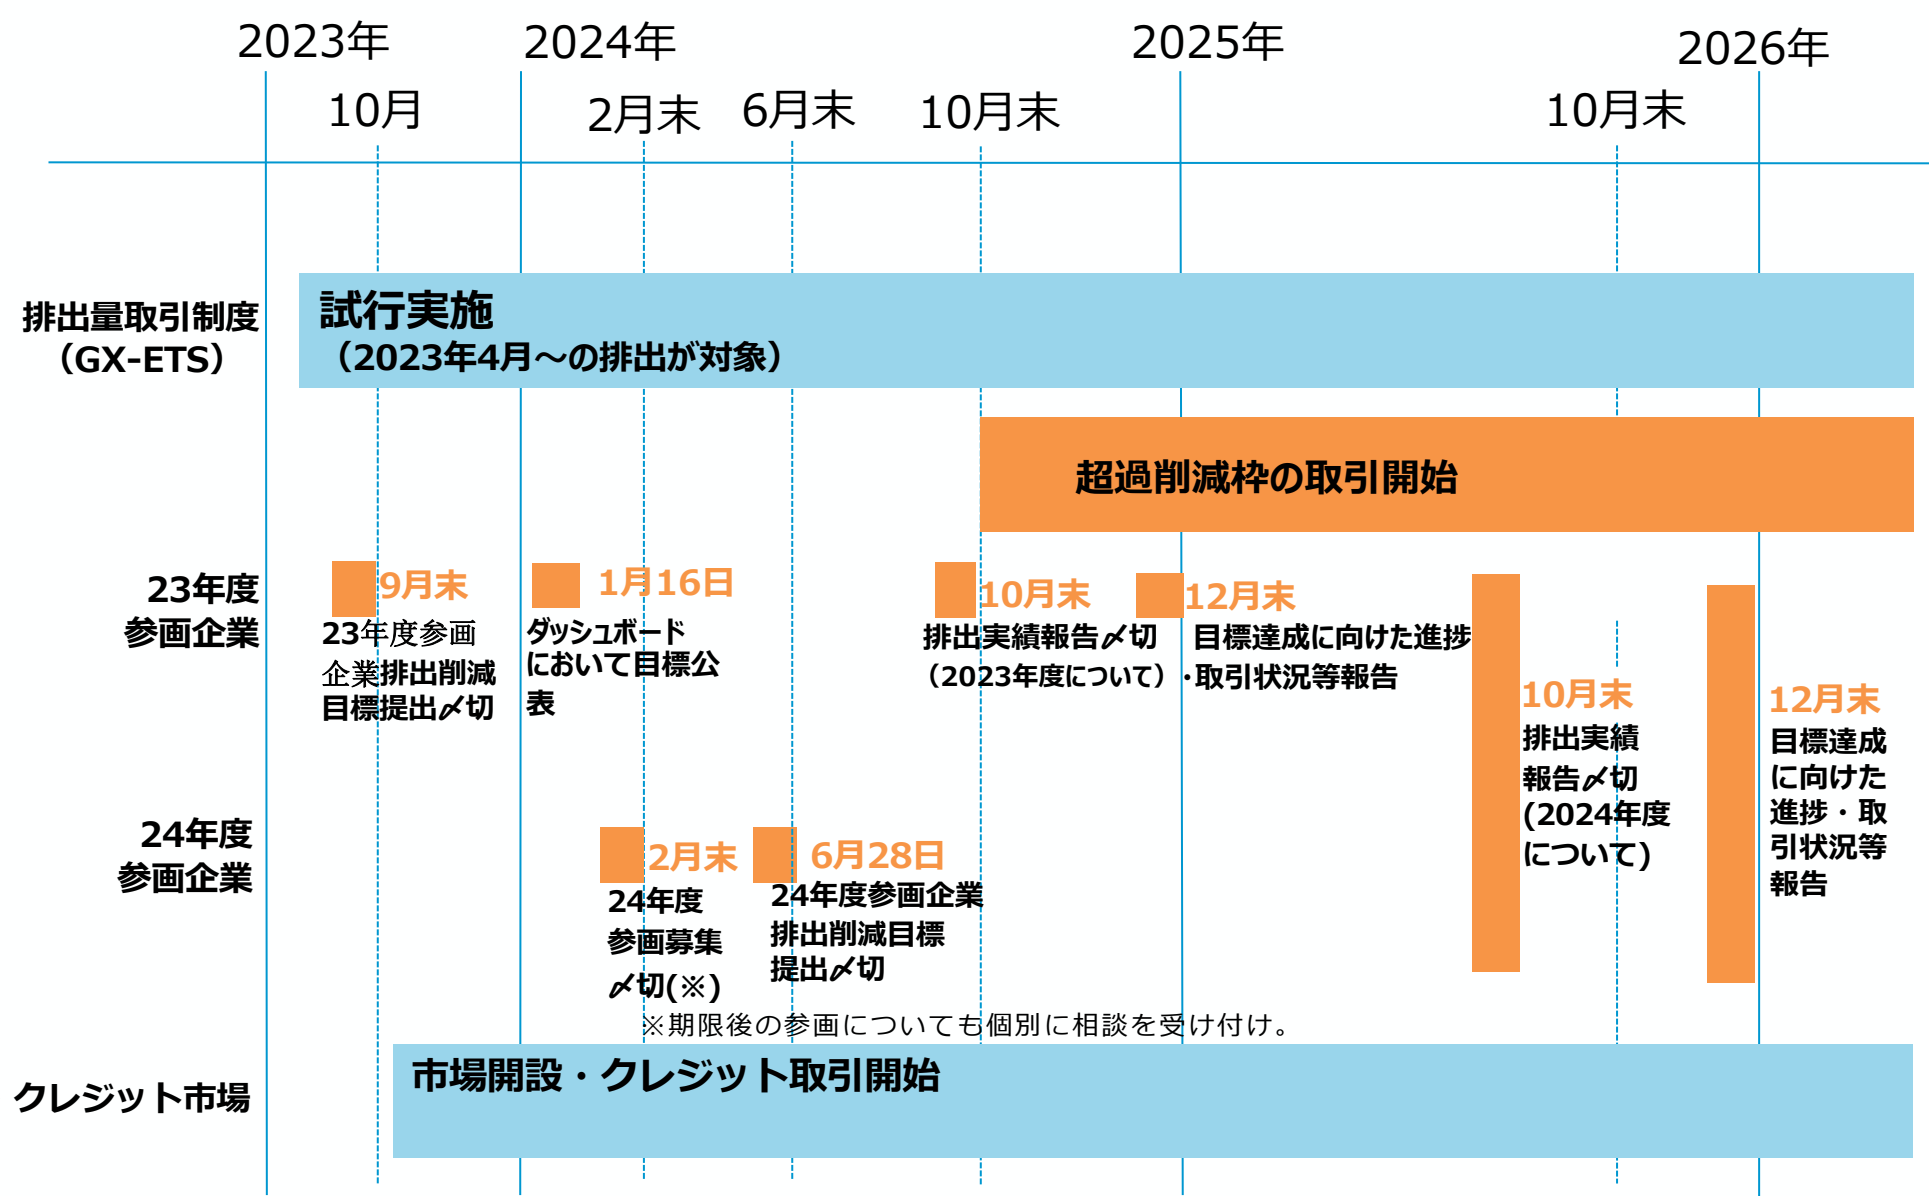 2023年
2024年
2025年
2026年
10月
2月末
6月末
10月末
10月末
排出量取引制度
（GX-ETS）
試行実施
（2023年4月～の排出が対象）
超過削減枠の取引開始
23年度
参画企業
9月末
23年度参画
企業排出削減
目標提出〆切
1月16日
ダッシュボード
において目標公
表
10月末
排出実績報告〆切
（2023年度について）
12月末
目標達成に向けた進捗
・取引状況等報告
10月末
排出実績
報告〆切
(2024年度
について)
12月末
目標達成
に向けた
進捗・取
引状況等
報告
24年度
参画企業
2月末
24年度
参画募集
〆切(※)
6月28日
24年度参画企業
排出削減目標
提出〆切
※期限後の参画についても個別に相談を受け付け。
クレジット市場
市場開設・クレジット取引開始